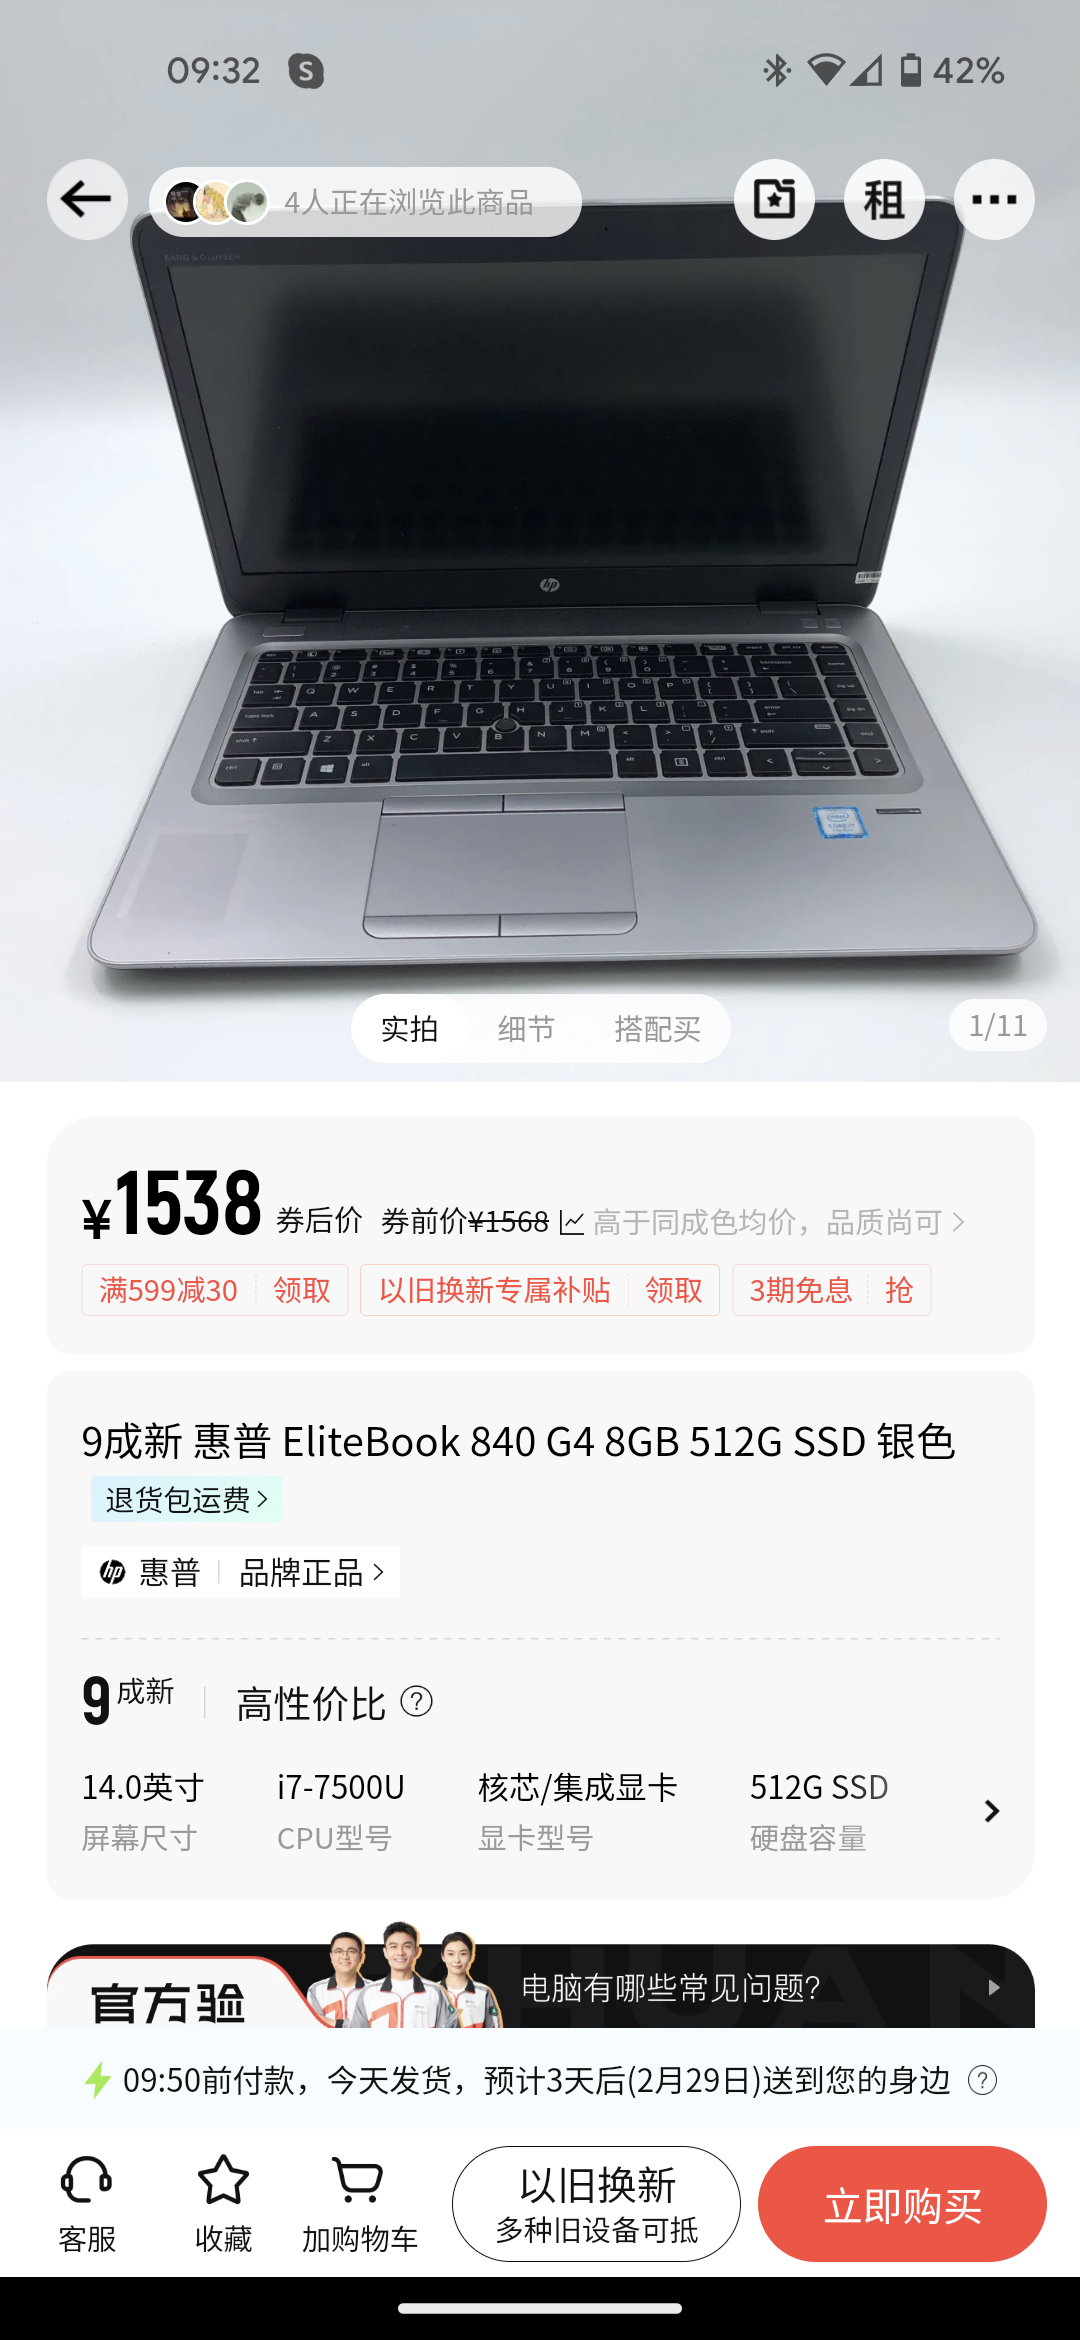 09:32
42%
4人正在浏览此商品
租
BANG & OLUFSEN
hp
实拍 细节 搭配买
1/11
¥1538 券后价 券前价¥1568 高于同成色均价，品质尚可
满599减30 领取 以旧换新专属补贴 领取 3期免息 抢
9成新 惠普 EliteBook 840 G4 8GB 512G SSD 银色
退货包运费
hp 惠普 品牌正品
9成新 高性价比 ?
14.0英寸 i7-7500U 核芯/集成显卡 512G SSD
屏幕尺寸 CPU型号 显卡型号 硬盘容量
官方验 电脑有哪些常见问题?
09:50前付款，今天发货，预计3天后(2月29日)送到您的身边 ?
以旧换新 立即购买
客服 收藏 加购物车 多种旧设备可抵